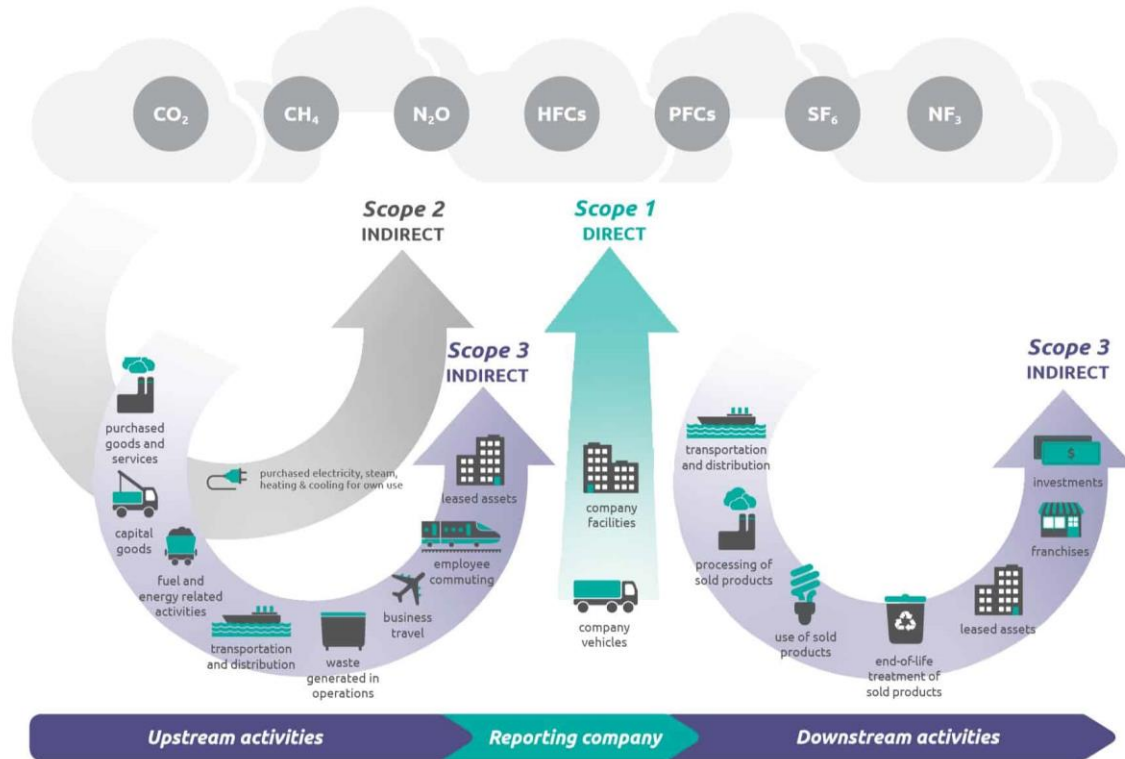 CO₂
CH₄
N₂O
HFCs
PFCs
SF₆
NF₃
Scope 2
INDIRECT
Scope 1
DIRECT
Scope 3
INDIRECT
Scope 3
INDIRECT
purchased
goods and
services
capital
goods
fuel and
energy related
activities
transportation
and distribution
waste
generated in
operations
business
travel
employee
commuting
leased assets
purchased electricity, steam,
heating & cooling for own use
company
facilities
company
vehicles
transportation
and distribution
processing of
sold products
use of sold
products
end-of-life
treatment of
sold products
leased assets
franchises
$
investments
Upstream activities
Reporting company
Downstream activities